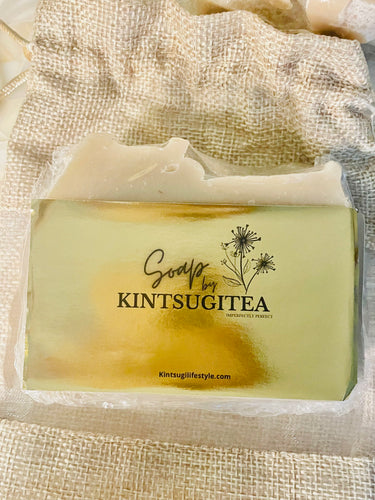 Soap
by
KINTSUGITEA
IMPERFECTLY PERFECT
Kintsugilifestyle.com